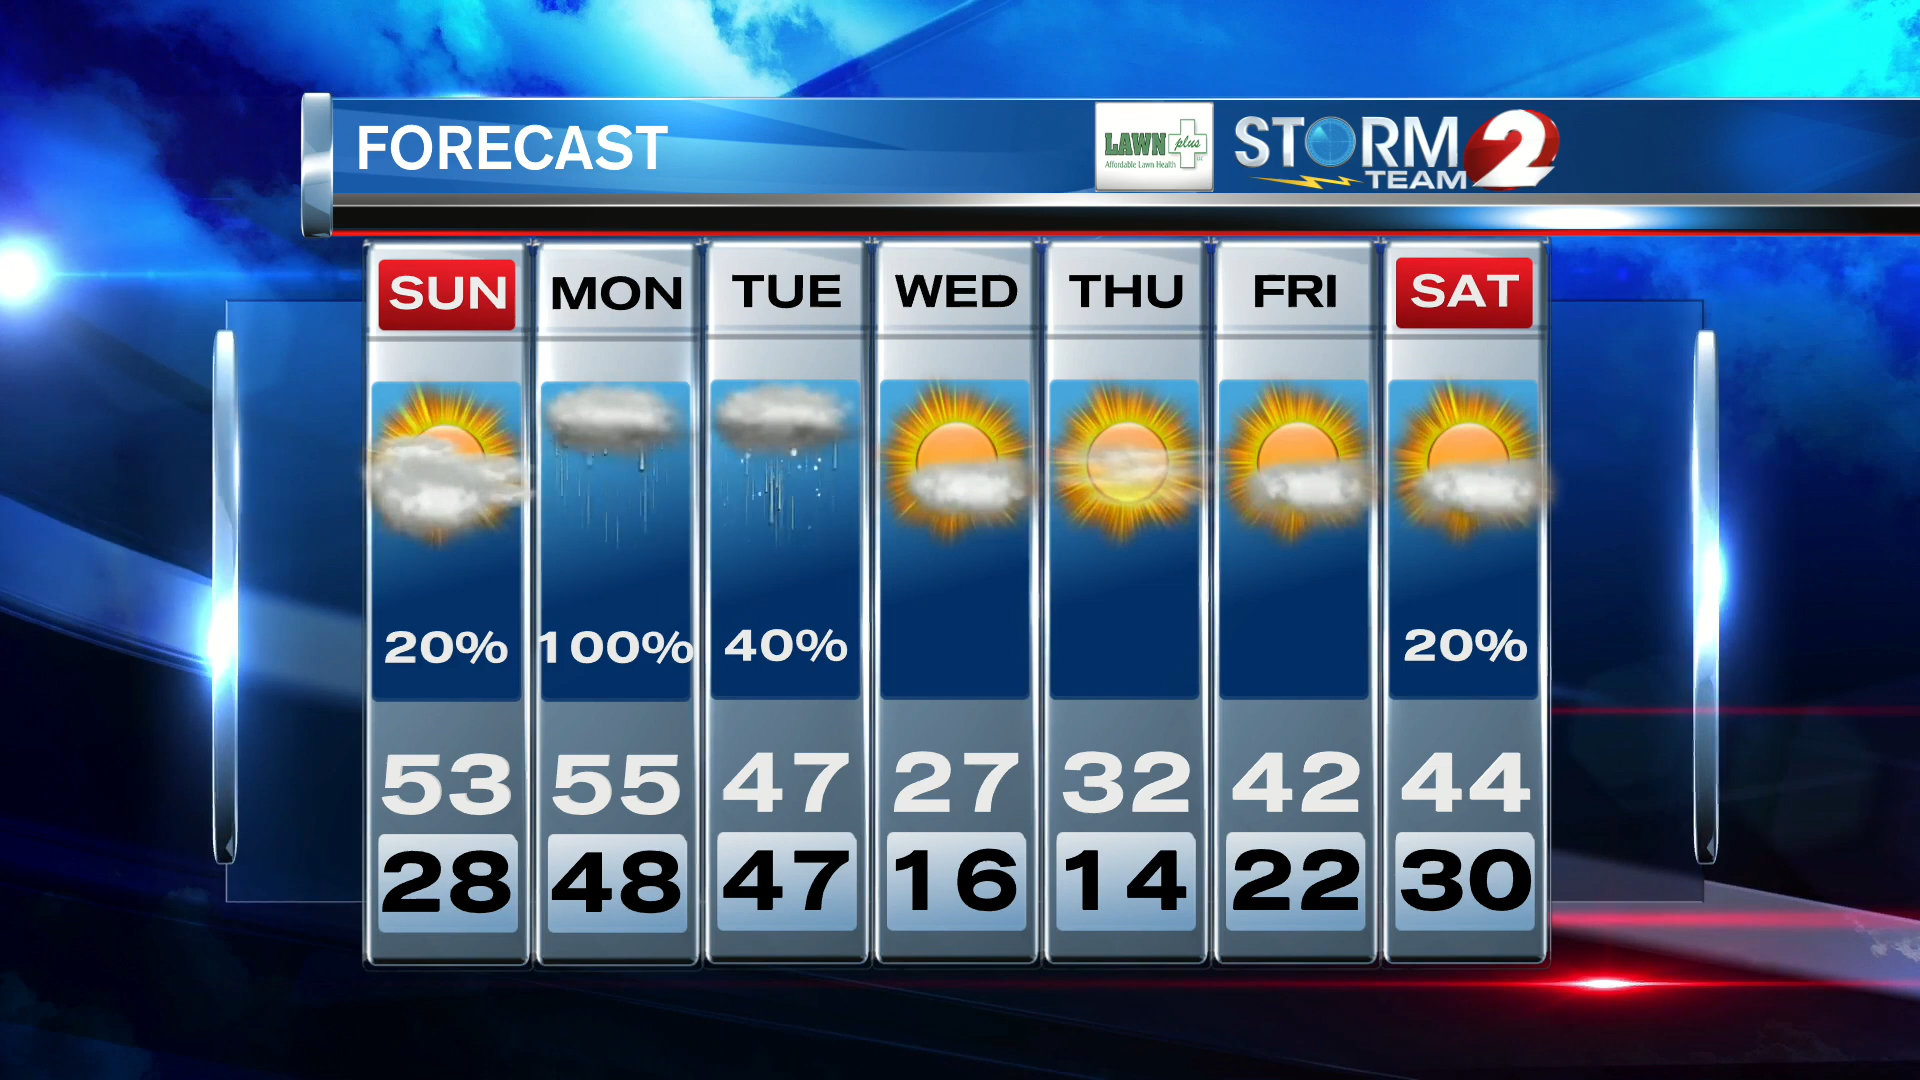 FORECAST
LAWN plus
Affordable Lawn Health
STORM
TEAM 2
SUN MON TUE WED THU FRI SAT
20% 100% 40% 20%
53 55 47 27 32 42 44
28 48 47 16 14 22 30